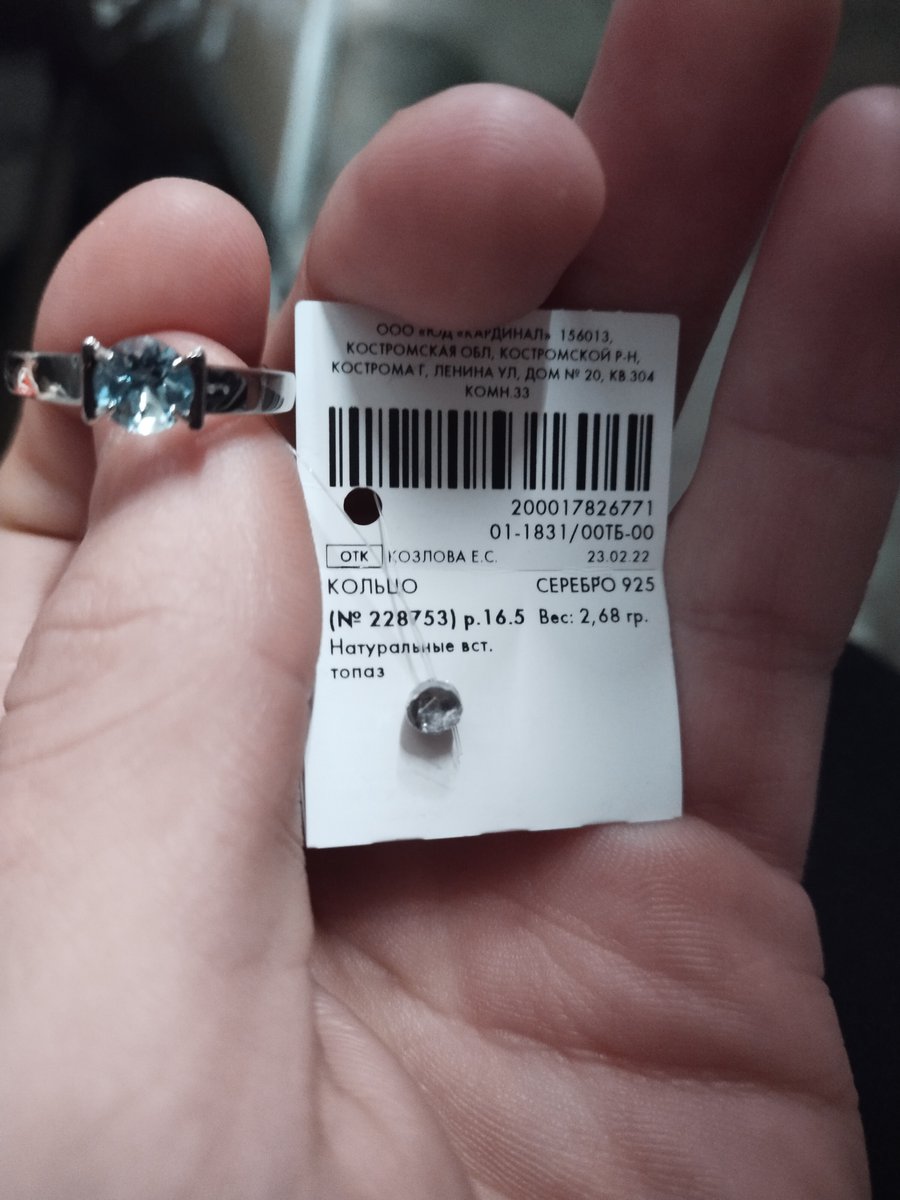 ООО «ЮД «КАРДИНАЛ» 156013,
КОСТРОМСКАЯ ОБЛ, КОСТРОМСКОЙ Р-Н,
КОСТРОМА Г, ЛЕНИНА УЛ, ДОМ № 20, КВ.304
КОМН.33
200017826771
01-1831/00ТБ-00
ОТК КОЗЛОВА Е.С. 23.02.22
КОЛЬЦО СЕРЕБРО 925
(№ 228753) р.16.5 Вес: 2,68 гр.
Натуральные вст.
топаз